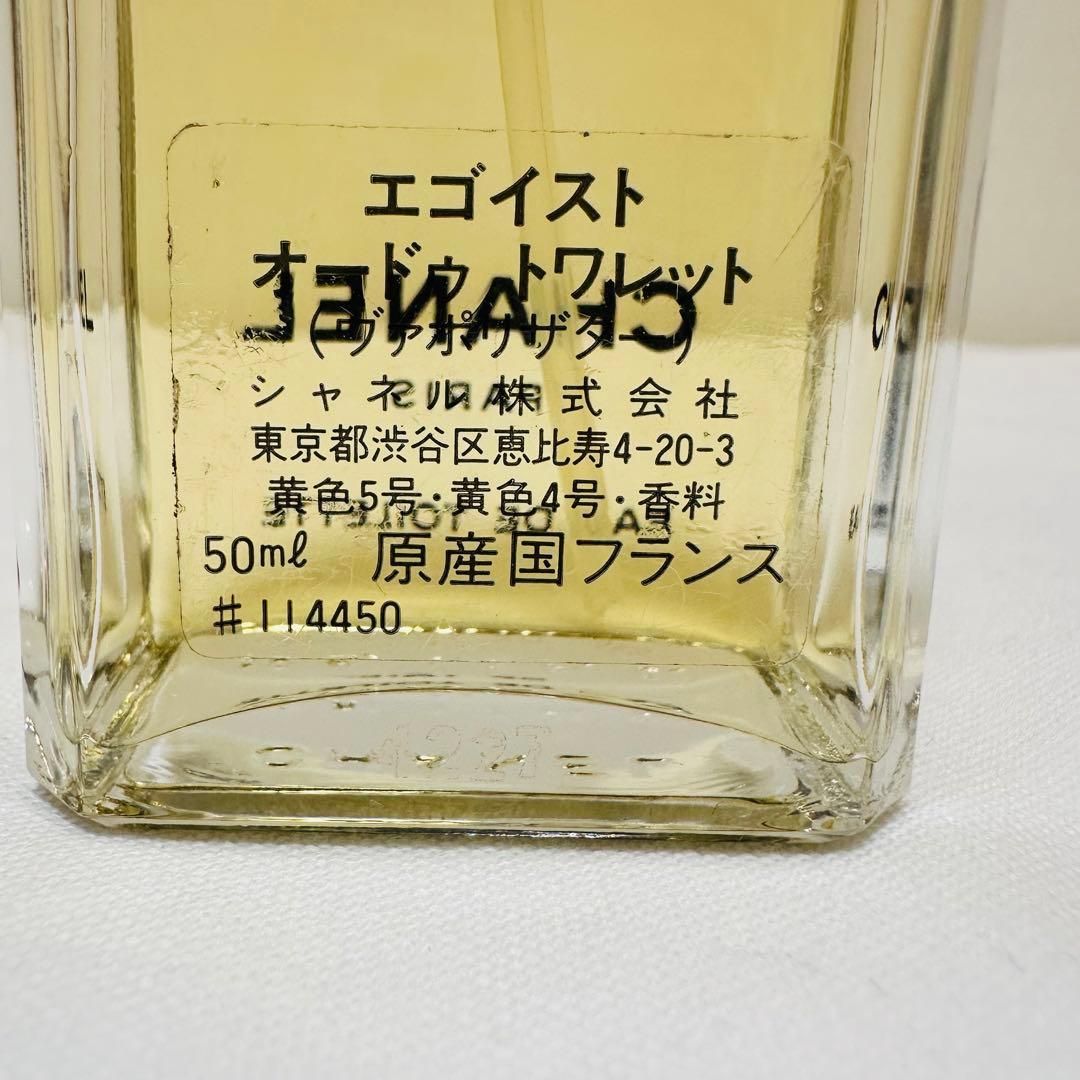 エゴイスト
オードゥ トワレット
(ヴァポリザター)
シャネル株式会社
東京都渋谷区恵比寿4-20-3
黄色5号・黄色4号・香料
50ml 原産国フランス
#114450
CHANEL
PARIS
4227